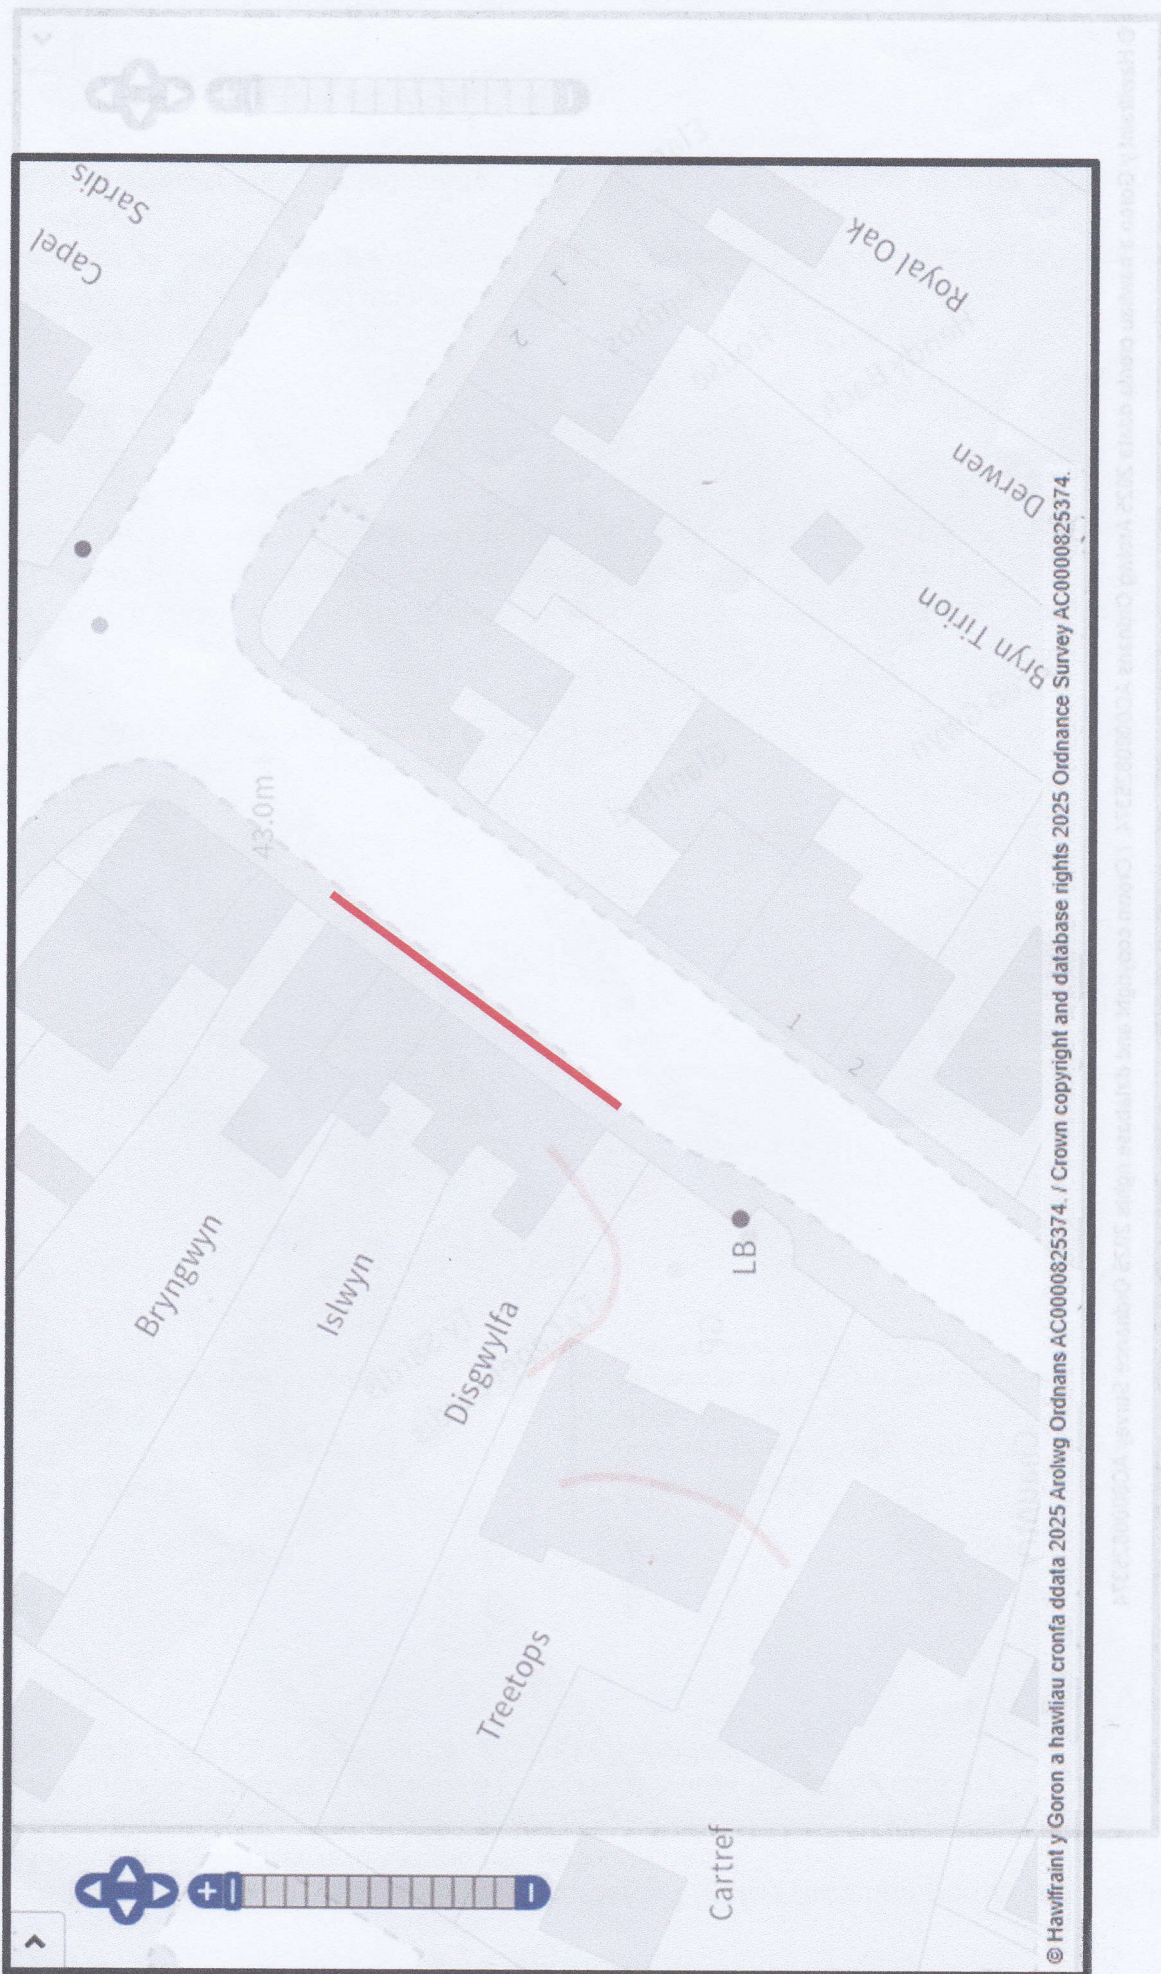 Capel
Sardis
Royal Oak
1
2
Derwen
Bryn Tirion
43.0m
1
2
Bryngwyn
Islwyn
Disgwylfa
LB
Treetops
Cartref
© Hawlfraint y Goron a hawliau cronfa ddata 2025 Arolwg Ordnans AC0000825374. / Crown copyright and database rights 2025 Ordnance Survey AC0000825374.